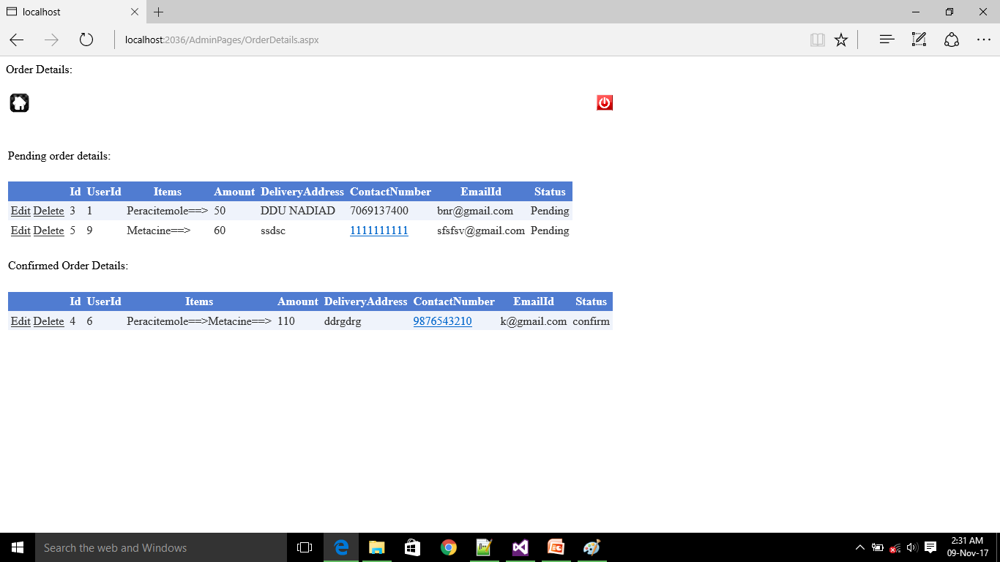 localhost
localhost:2036/AdminPages/OrderDetails.aspx
Order Details:
Pending order details:
Id UserId Items Amount DeliveryAddress ContactNumber EmailId Status
Edit Delete 3 1 Peracitemole==> 50 DDU NADIAD 7069137400 bnr@gmail.com Pending
Edit Delete 5 9 Metacine==> 60 ssdsc 1111111111 sfsfsv@gmail.com Pending
Confirmed Order Details:
Id UserId Items Amount DeliveryAddress ContactNumber EmailId Status
Edit Delete 4 6 Peracitemole==>Metacine==> 110 ddrgdrg 9876543210 k@gmail.com confirm
Search the web and Windows
2:31 AM
09-Nov-17